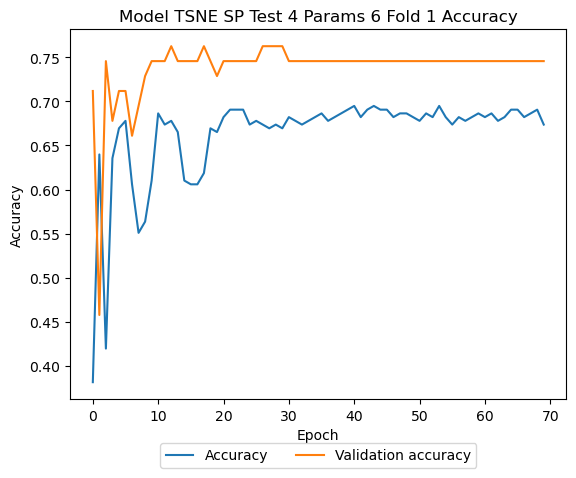 Model TSNE SP Test 4 Params 6 Fold 1 Accuracy
0.75
0.70
0.65
0.60
0.55
0.50
0.45
0.40
Accuracy
0 10 20 30 40 50 60 70
Epoch
Accuracy Validation accuracy